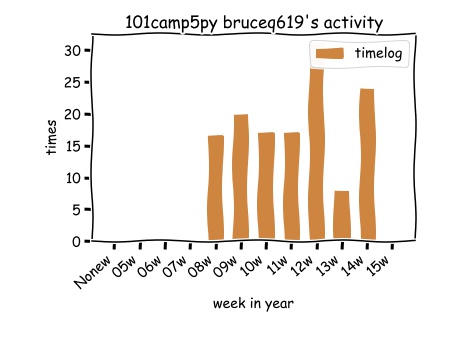 101camp5py bruceq619's activity
timelog
times
30
25
20
15
10
5
0
Nonew 05w 06w 07w 08w 09w 10w 11w 12w 13w 14w 15w
week in year